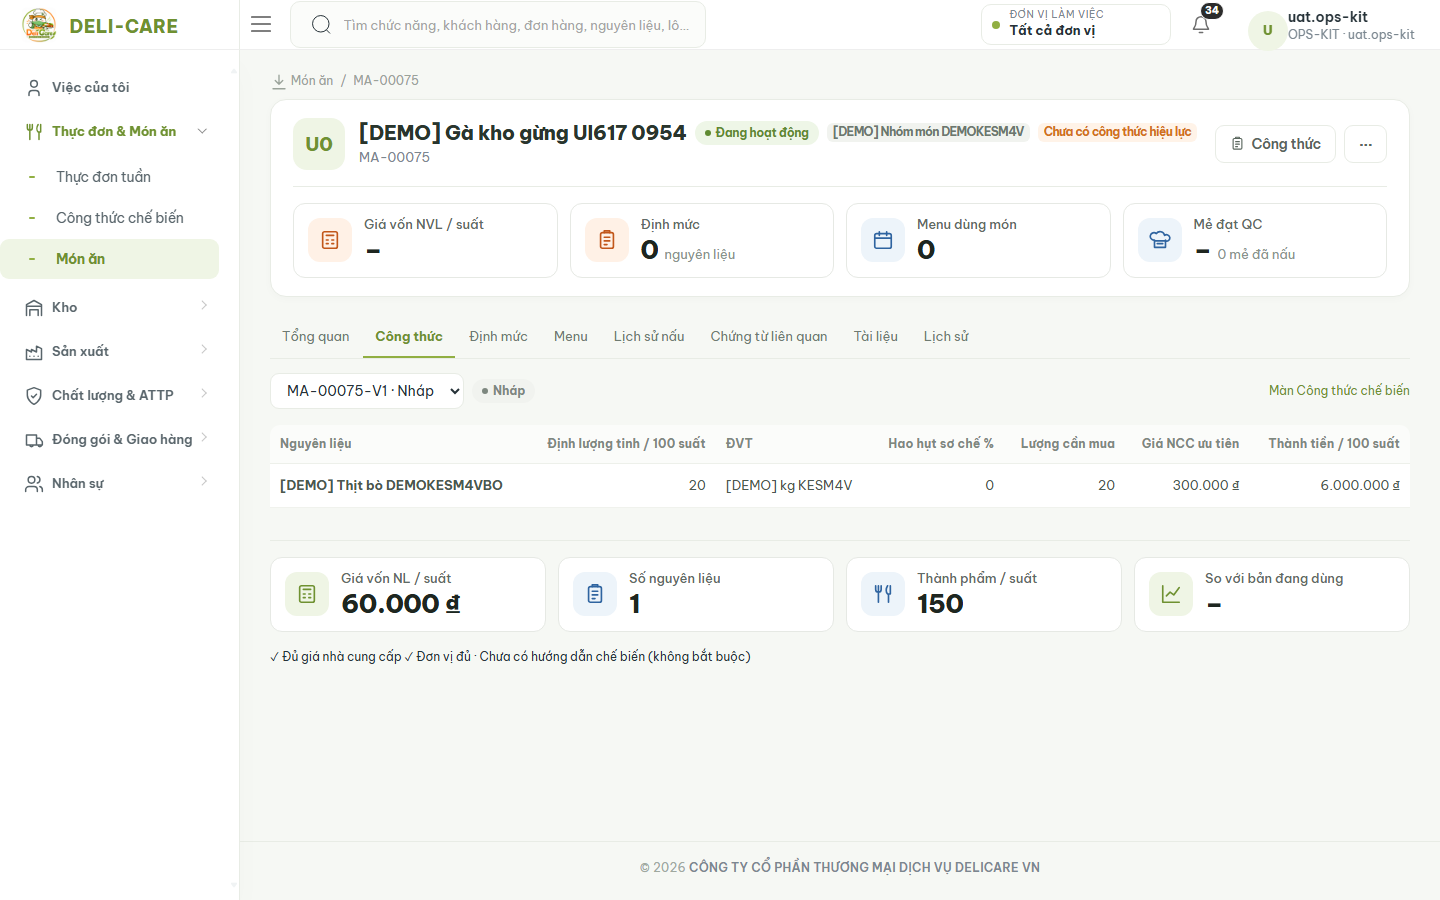 DELI-CARE
Tìm chức năng, khách hàng, đơn hàng, nguyên liệu, lô...
ĐƠN VỊ LÀM VIỆC
Tất cả đơn vị
34
U
uat.ops-kit
OPS-KIT · uat.ops-kit
Việc của tôi
Thực đơn & Món ăn
- Thực đơn tuần
- Công thức chế biến
- Món ăn
Kho
Sản xuất
Chất lượng & ATTP
Đóng gói & Giao hàng
Nhân sự
Món ăn / MA-00075
U0
[DEMO] Gà kho gừng UI617 0954
Đang hoạt động
[DEMO] Nhóm món DEMOKESM4V
Chưa có công thức hiệu lực
MA-00075
Công thức
...
Giá vốn NVL / suất
–
Định mức
0 nguyên liệu
Menu dùng món
0
Mẻ đạt QC
– 0 mẻ đã nấu
Tổng quan Công thức Định mức Menu Lịch sử nấu Chứng từ liên quan Tài liệu Lịch sử
MA-00075-V1 · Nháp
Nháp
Màn Công thức chế biến
Nguyên liệu Định lượng tinh / 100 suất ĐVT Hao hụt sơ chế % Lượng cần mua Giá NCC ưu tiên Thành tiền / 100 suất
[DEMO] Thịt bò DEMOKESM4VBO 20 [DEMO] kg KESM4V 0 20 300.000 ₫ 6.000.000 ₫
Giá vốn NL / suất
60.000 ₫
Số nguyên liệu
1
Thành phẩm / suất
150
So với bản đang dùng
–
✓ Đủ giá nhà cung cấp ✓ Đơn vị đủ · Chưa có hướng dẫn chế biến (không bắt buộc)
© 2026 CÔNG TY CỔ PHẦN THƯƠNG MẠI DỊCH VỤ DELICARE VN